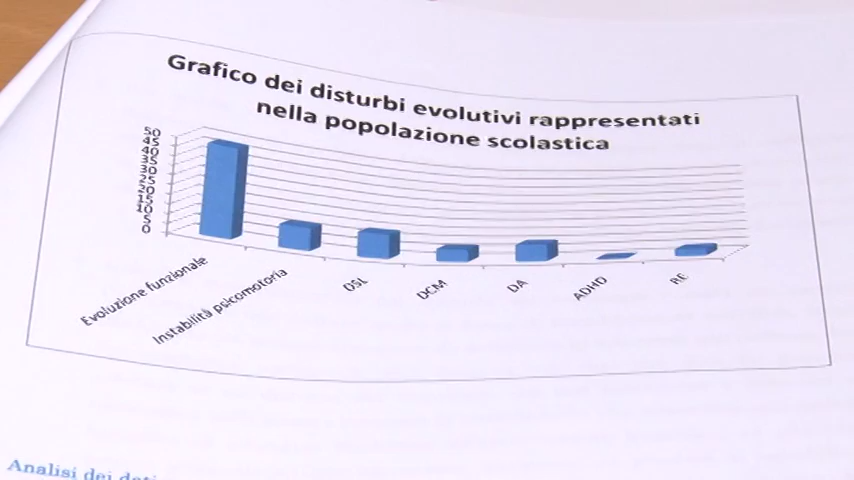 Grafico dei disturbi evolutivi rappresentati
nella popolazione scolastica
50
45
40
35
30
25
20
15
10
5
0
Evoluzione funzionale
Instabilità psicomotoria
DSL
DCM
DA
ADHD
RE
Analisi dei dati